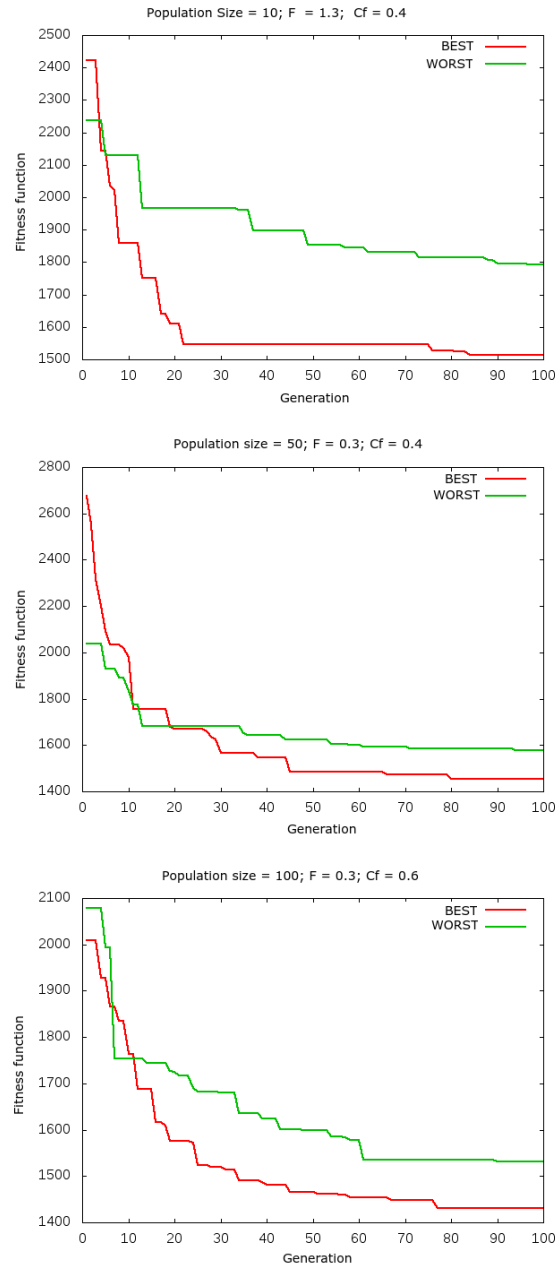 Population Size = 10; F = 1.3; Cf = 0.4
2500
2400
2300
2200
2100
2000
1900
1800
1700
1600
1500
Fitness function
BEST
WORST
0 10 20 30 40 50 60 70 80 90 100
Generation
Population size = 50; F = 0.3; Cf = 0.4
2800
2600
2400
2200
2000
1800
1600
1400
Fitness function
BEST
WORST
0 10 20 30 40 50 60 70 80 90 100
Generation
Population size = 100; F = 0.3; Cf = 0.6
2100
2000
1900
1800
1700
1600
1500
1400
Fitness function
BEST
WORST
0 10 20 30 40 50 60 70 80 90 100
Generation